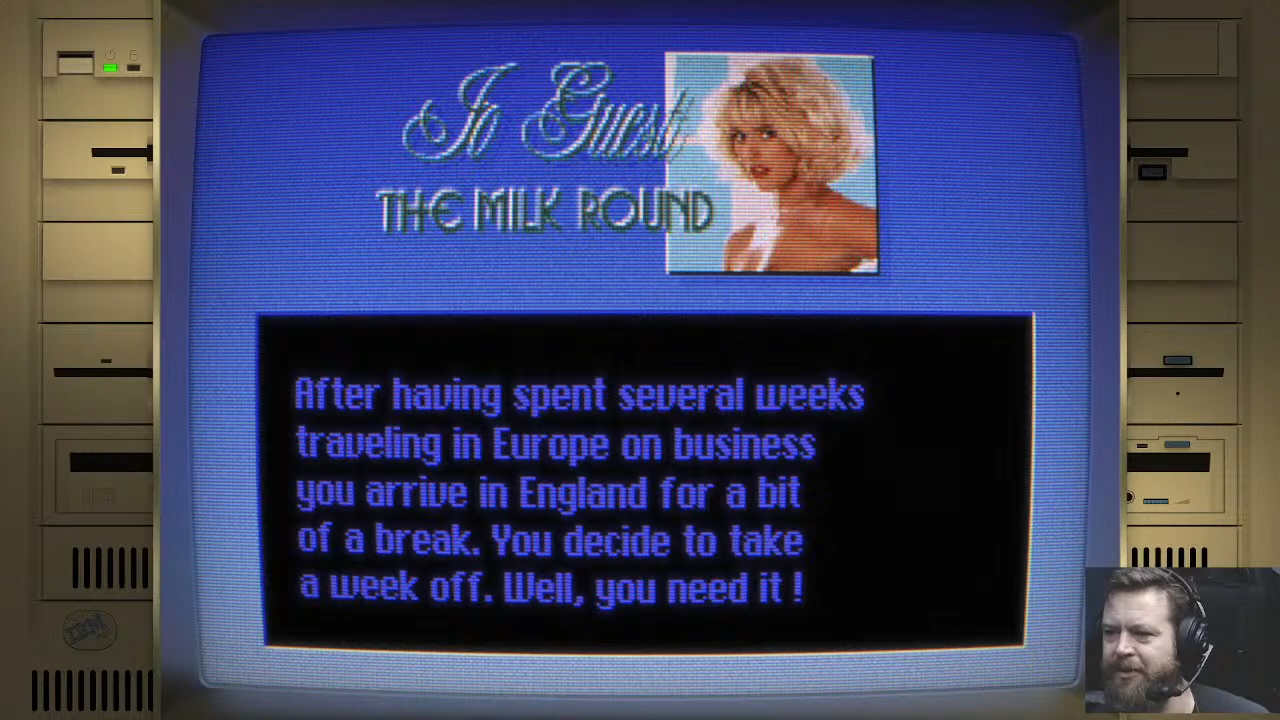 Jo Guest
THE MILK ROUND
After having spent several weeks
traveling in Europe on business
you arrive in England for a bit
of a break. You decide to take
a week off. Well, you need it !
IBM